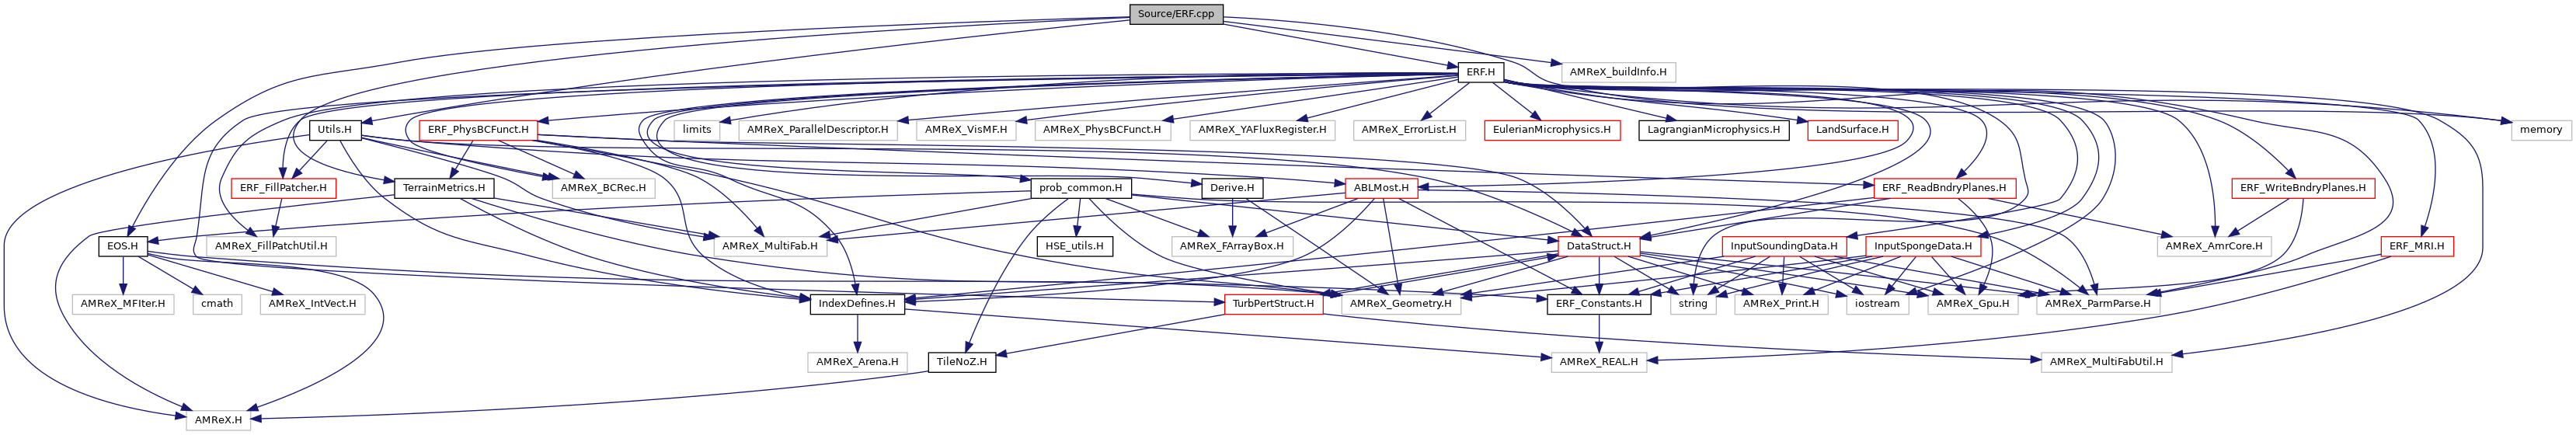 Source/ERF.cpp
ERF.H
AMReX_buildInfo.H
Utils.H
ERF_PhysBCFunct.H
limits
AMReX_ParallelDescriptor.H
AMReX_VisMF.H
AMReX_PhysBCFunct.H
AMReX_YAFluxRegister.H
AMReX_ErrorList.H
EulerianMicrophysics.H
LagrangianMicrophysics.H
LandSurface.H
memory
ERF_FillPatcher.H
TerrainMetrics.H
AMReX_BCRec.H
prob_common.H
Derive.H
ABLMost.H
ERF_ReadBndryPlanes.H
ERF_WriteBndryPlanes.H
EOS.H
AMReX_FillPatchUtil.H
AMReX_MultiFab.H
HSE_utils.H
AMReX_FArrayBox.H
DataStruct.H
InputSoundingData.H
InputSpongeData.H
AMReX_AmrCore.H
ERF_MRI.H
AMReX_MFIter.H
cmath
AMReX_IntVect.H
IndexDefines.H
TurbPertStruct.H
AMReX_Geometry.H
ERF_Constants.H
string
AMReX_Print.H
iostream
AMReX_Gpu.H
AMReX_ParmParse.H
AMReX_Arena.H
TileNoZ.H
AMReX_REAL.H
AMReX_MultiFabUtil.H
AMReX.H